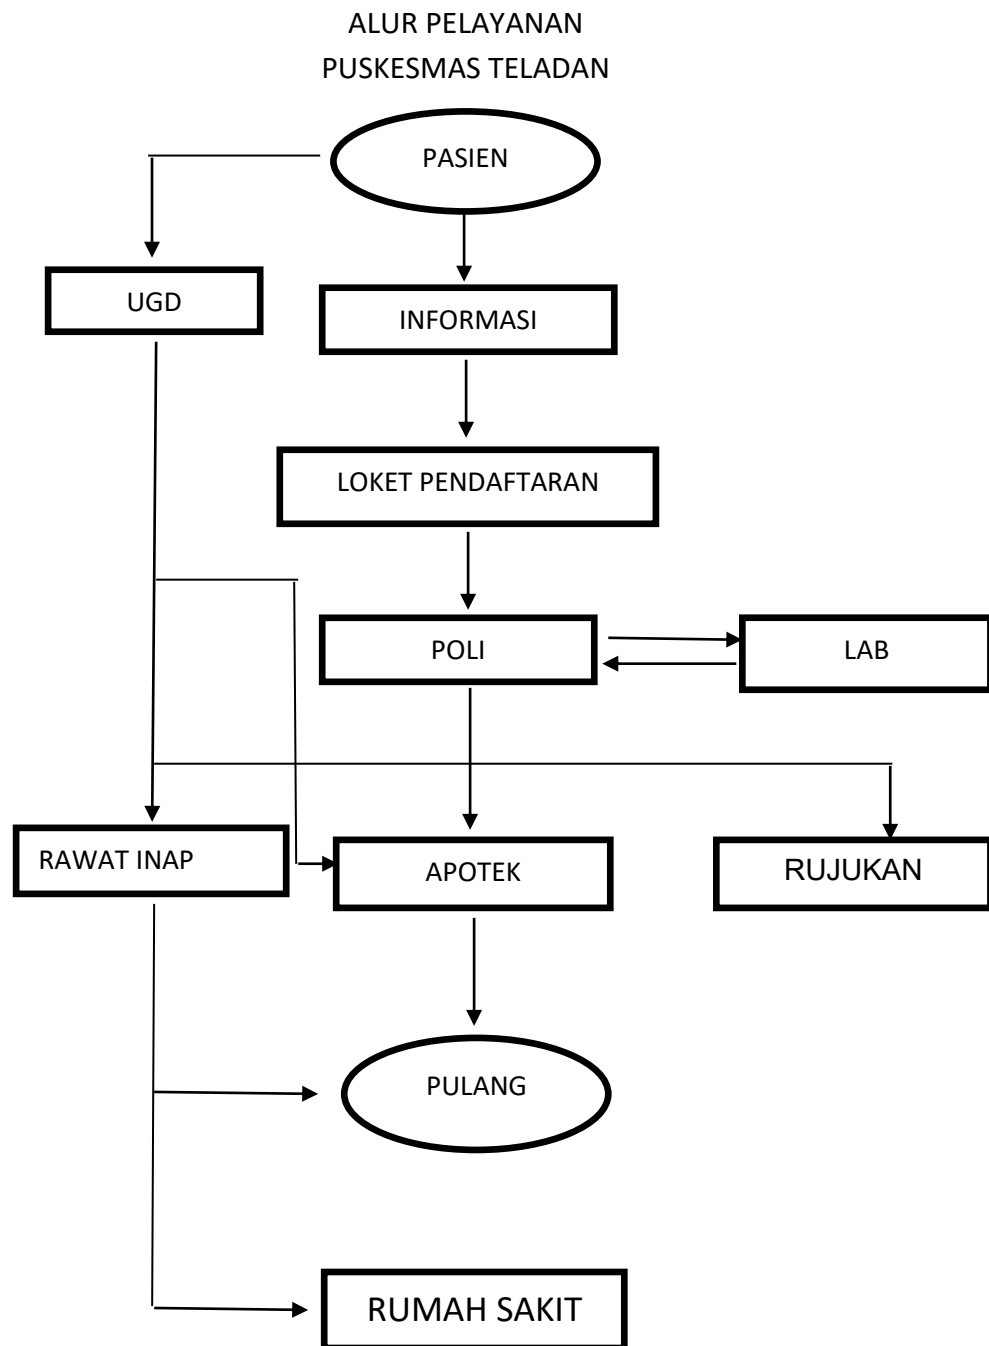 ALUR PELAYANAN
PUSKESMAS TELADAN
PASIEN
UGD
INFORMASI
LOKET PENDAFTARAN
POLI
LAB
RAWAT INAP
APOTEK
RUJUKAN
PULANG
RUMAH SAKIT